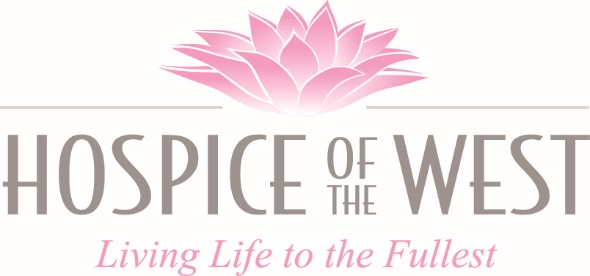 HOSPICE OF THE WEST
Living Life to the Fullest